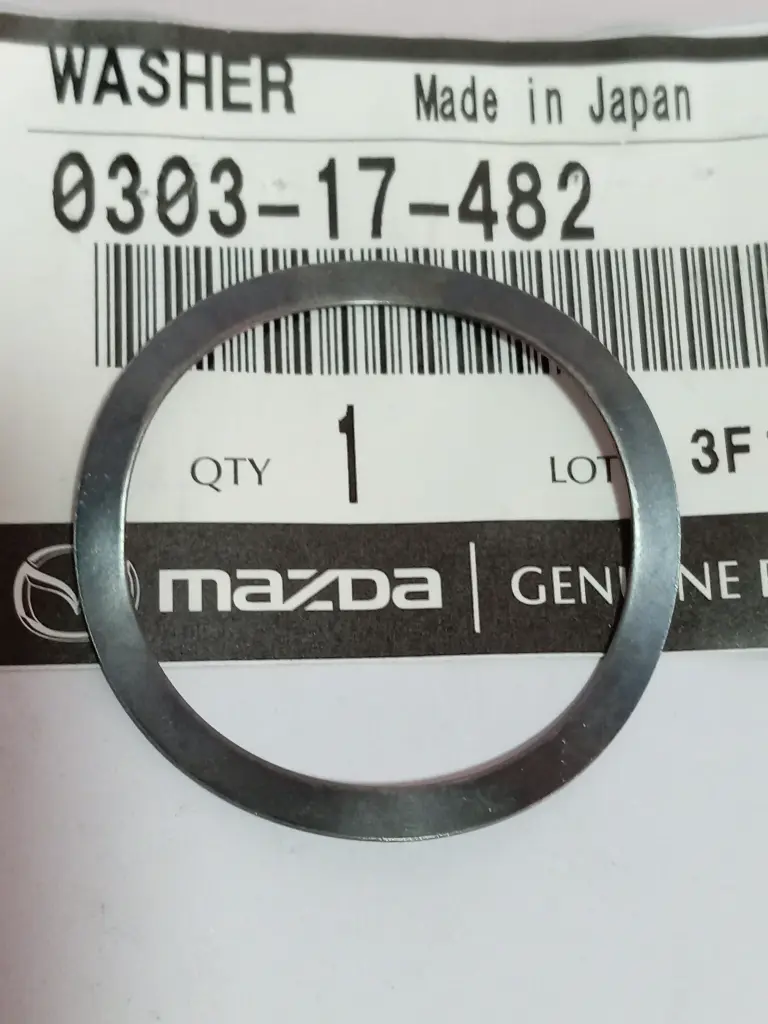 WASHER Made in Japan
0303-17-482
QTY 1 LOT 3F
mazda GENUINE